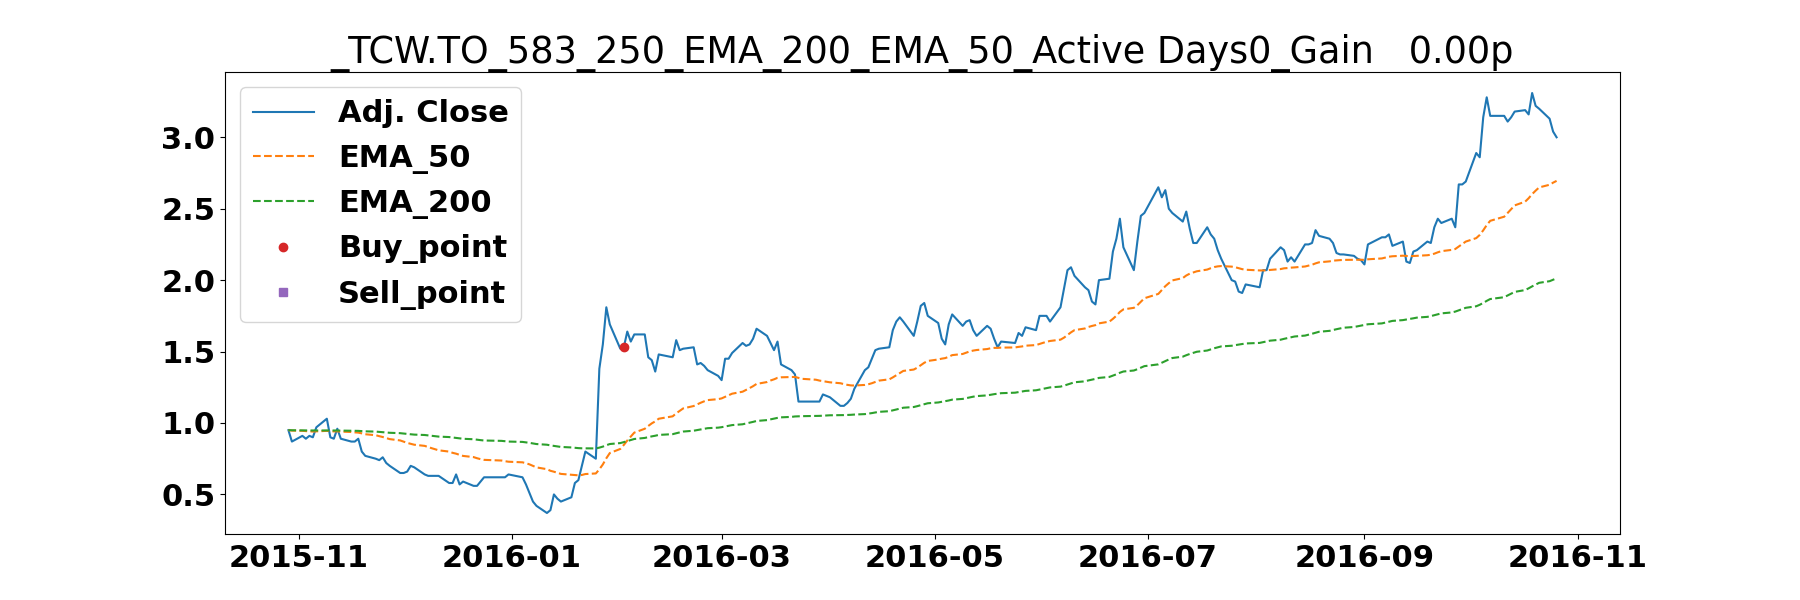 _TCW.TO_583_250_EMA_200_EMA_50_Active Days0_Gain   0.00p
Adj. Close
EMA_50
EMA_200
Buy_point
Sell_point
3.0
2.5
2.0
1.5
1.0
0.5
2015-11 2016-01 2016-03 2016-05 2016-07 2016-09 2016-11